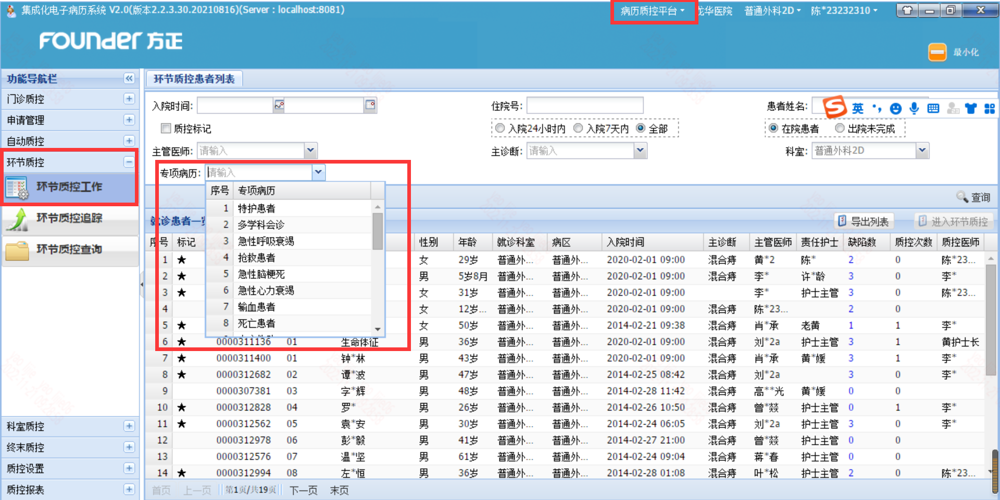 集成化电子病历系统 V2.0(版本2.2.3.30.20210816)(Server : localhost:8081)
病历质控平台 龙华医院 普通外科2D 陈*23232310
FOUNDER 方正
最小化
功能导航栏
门诊质控
申请管理
自动质控
环节质控
环节质控工作
环节质控追踪
环节质控查询
科室质控
终末质控
质控设置
质控报表
环节质控患者列表
入院时间: 住院号: 患者姓名:
英
质控标记 入院24小时内 入院7天内 全部 在院患者 出院未完成
主管医师: 请输入 主诊断: 请输入 科室: 普通外科2D
专项病历: 请输入
序号 专项病历
1 特护患者
2 多学科会诊
3 急性呼吸衰竭
4 抢救患者
5 急性脑梗死
6 急性心力衰竭
7 输血患者
8 死亡患者
查询
就诊患者一 导出列表 进入环节质控
序号 标记 性别 年龄 就诊科室 病区 入院时间 主诊断 主管医师 责任护士 缺陷数 质控次数 质控医师
1 ★ 女 29岁 普通外... 普通外... 2020-02-01 09:00 混合痔 黄*2 陈* 2 0 陈*23...
2 ★ 男 5岁8月 普通外... 普通外... 2020-02-01 09:00 混合痔 李* 许*龄 3 0 李*
3 ★ 女 31岁 普通外... 普通外... 2020-02-01 09:00 李* 护士主管 3 0 陈*23...
4 女 12岁... 普通外... 普通外... 2020-02-01 09:00 混合痔 陈*23... 2 0
5 ★ 女 50岁 普通外... 普通外... 2014-02-21 09:38 混合痔 肖*承 老黄 1 1 李*
6 ★ 0000311136 01 生命体征 男 36岁 普通外... 普通外... 2020-02-01 09:00 混合痔 刘*2a 护士主管 3 1 黄护士长
7 ★ 0000311400 01 钟*林 男 43岁 普通外... 普通外... 2020-02-01 09:00 混合痔 肖*承 黄*媛 3 1 李*
8 ★ 0000312682 02 谭*波 男 47岁 普通外... 普通外... 2014-02-25 08:42 混合痔 刘*2a 3 0 李*
9 0000307381 03 字*辉 男 48岁 普通外... 普通外... 2014-02-28 11:42 混合痔 高**光 黄*媛 0 0
10 ★ 0000312828 04 罗* 男 26岁 普通外... 普通外... 2014-02-26 10:50 混合痔 曾*燚 护士主管 0 1 李*
11 ★ 0000312562 05 袁*安 男 30岁 普通外... 普通外... 2014-02-24 06:05 混合痔 刘*2a 护士主管 3 0 李*
12 0000312978 06 彭*毅 男 41岁 普通外... 普通外... 2014-02-27 21:00 混合痔 曾*燚 护士主管 0 0
13 0000312576 07 温*坚 男 61岁 普通外... 普通外... 2014-02-24 09:04 混合痔 蒋*春 护士主管 0 0
14 ★ 0000312994 08 左*恒 男 36岁 普通外... 普通外... 2014-02-28 01:08 混合痔 叶*松 护士主管 2 0 陈*23...
首页 上一页 第1页/共19页 下一页 末页